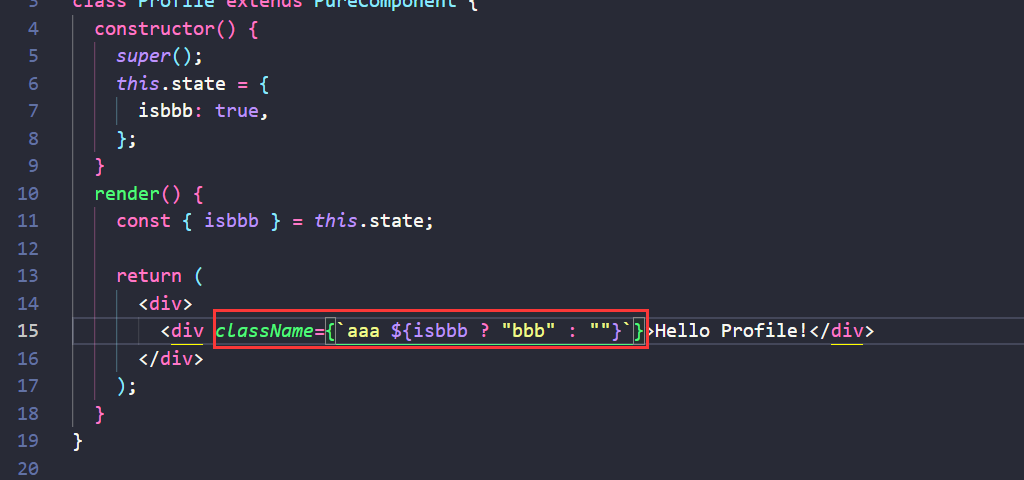 3 class Profile extends PureComponent {
4 constructor() {
5 super();
6 this.state = {
7 isbbb: true,
8 };
9 }
10 render() {
11 const { isbbb } = this.state;
12
13 return (
14 <div>
15 <div className={`aaa ${isbbb ? "bbb" : ""}`}>Hello Profile!</div>
16 </div>
17 );
18 }
19 }
20